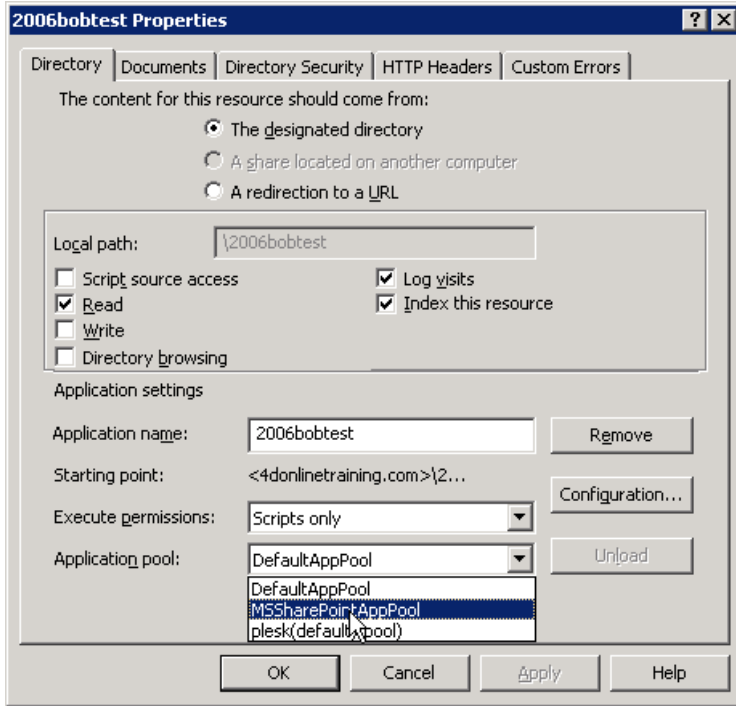 2006bobtest Properties
Directory Documents Directory Security HTTP Headers Custom Errors
The content for this resource should come from:
The designated directory
A share located on another computer
A redirection to a URL
Local path: \2006bobtest
Script source access Log visits
Read Index this resource
Write
Directory browsing
Application settings
Application name: 2006bobtest Remove
Starting point: <4donlinetraining.com>\2...
Configuration...
Execute permissions: Scripts only
Application pool: DefaultAppPool Unload
DefaultAppPool
MSSharePointAppPool
plesk(default)pool)
OK Cancel Apply Help